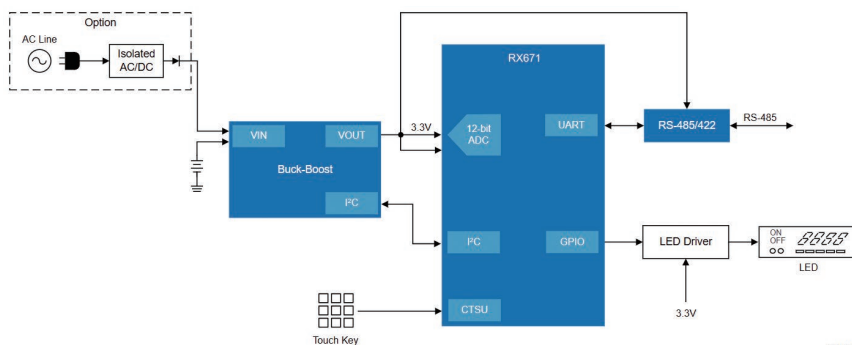 Option
AC Line
Isolated
AC/DC
RX671
VIN
VOUT
3.3V
12-bit
ADC
UART
RS-485/422
RS-485
Buck-Boost
I²C
I²C
GPIO
LED Driver
ON
OFF
8888
LED
CTSU
3.3V
Touch Key